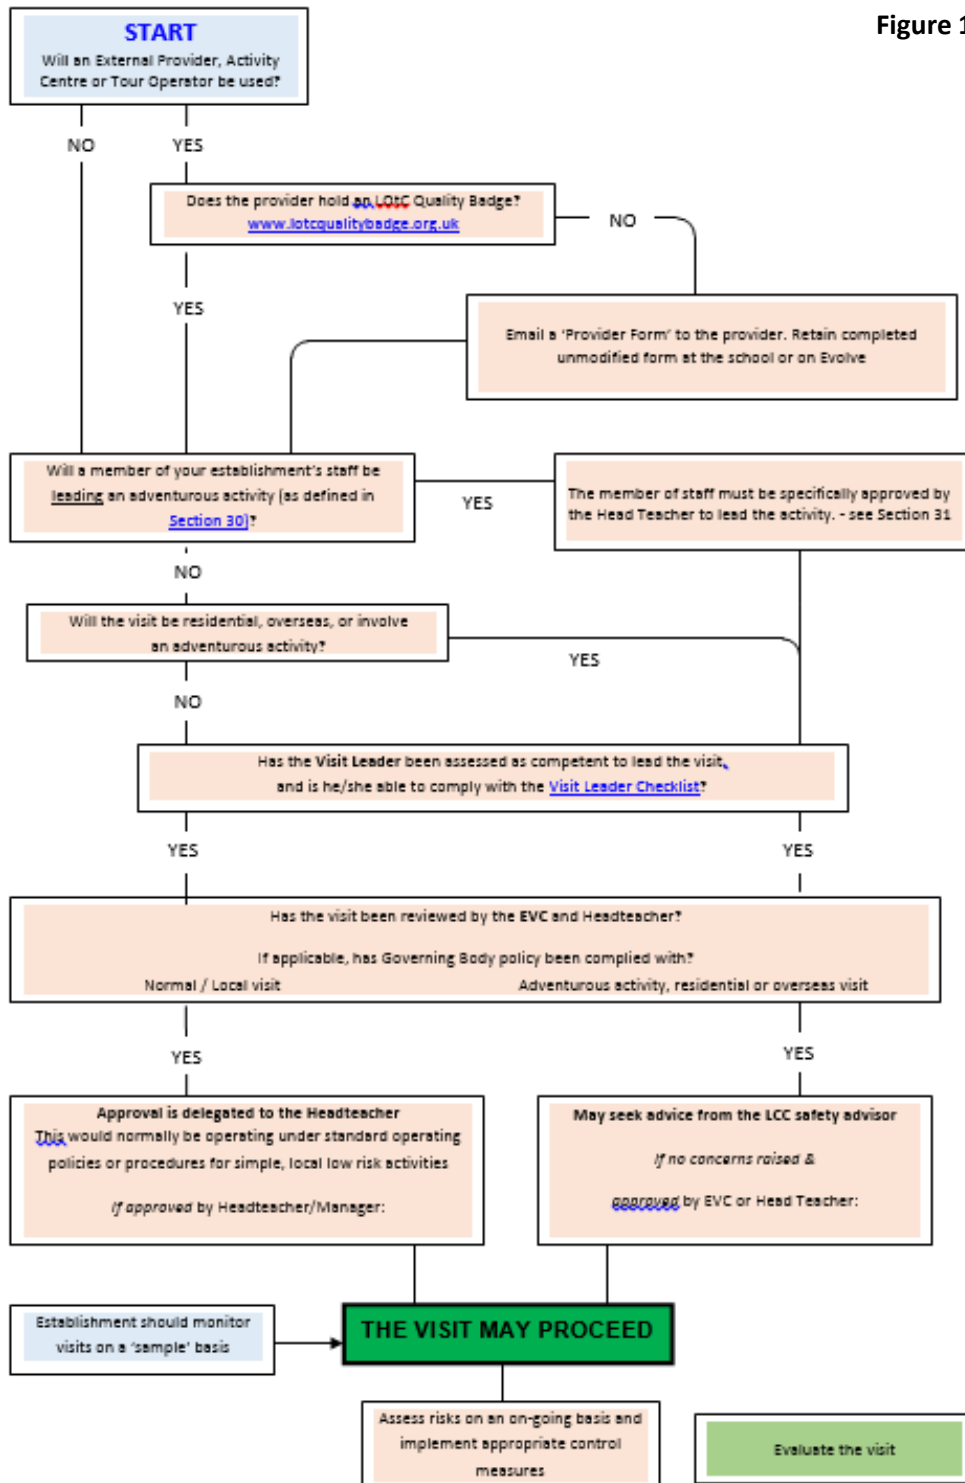 Figure 1
START
Will an External Provider, Activity
Centre or Tour Operator be used?
NO
YES
Does the provider hold an LOtC Quality Badge?
www.lotcqualitybadge.org.uk
NO
YES
Email a 'Provider Form' to the provider. Retain completed
unmodified form at the school or on Evolve
Will a member of your establishment's staff be
leading an adventurous activity (as defined in
Section 30)?
YES
The member of staff must be specifically approved by
the Head Teacher to lead the activity. - see Section 31
NO
Will the visit be residential, overseas, or involve
an adventurous activity?
YES
NO
Has the Visit Leader been assessed as competent to lead the visit,
and is he/she able to comply with the Visit Leader Checklist?
YES
YES
Has the visit been reviewed by the EVC and Headteacher?
If applicable, has Governing Body policy been complied with?
Normal / Local visit
Adventurous activity, residential or overseas visit
YES
YES
Approval is delegated to the Headteacher
This would normally be operating under standard operating
policies or procedures for simple, local low risk activities
If approved by Headteacher/Manager:
May seek advice from the LCC safety advisor
If no concerns raised &
approved by EVC or Head Teacher:
Establishment should monitor
visits on a 'sample' basis
THE VISIT MAY PROCEED
Assess risks on an on-going basis and
implement appropriate control
measures
Evaluate the visit